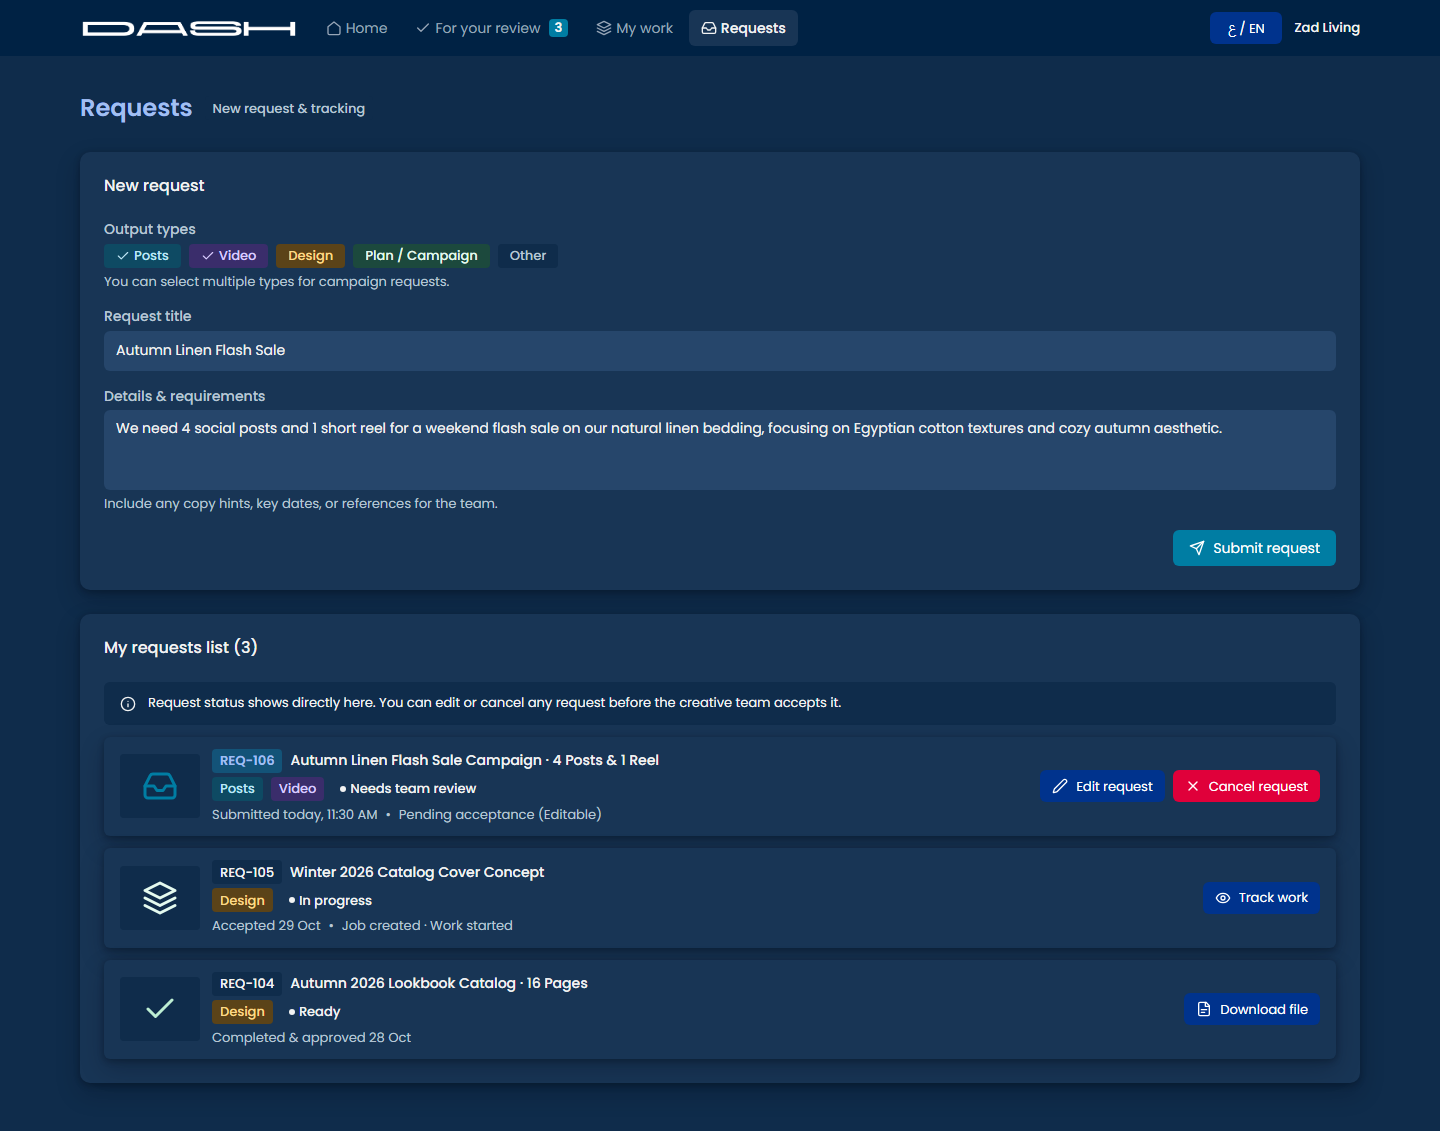 DASH
Home
For your review 3
My work
Requests
ع / EN
Zad Living
Requests
New request & tracking
New request
Output types
Posts
Video
Design
Plan / Campaign
Other
You can select multiple types for campaign requests.
Request title
Autumn Linen Flash Sale
Details & requirements
We need 4 social posts and 1 short reel for a weekend flash sale on our natural linen bedding, focusing on Egyptian cotton textures and cozy autumn aesthetic.
Include any copy hints, key dates, or references for the team.
Submit request
My requests list (3)
Request status shows directly here. You can edit or cancel any request before the creative team accepts it.
REQ-106 Autumn Linen Flash Sale Campaign · 4 Posts & 1 Reel
Posts Video • Needs team review
Submitted today, 11:30 AM • Pending acceptance (Editable)
Edit request
Cancel request
REQ-105 Winter 2026 Catalog Cover Concept
Design • In progress
Accepted 29 Oct • Job created · Work started
Track work
REQ-104 Autumn 2026 Lookbook Catalog · 16 Pages
Design • Ready
Completed & approved 28 Oct
Download file